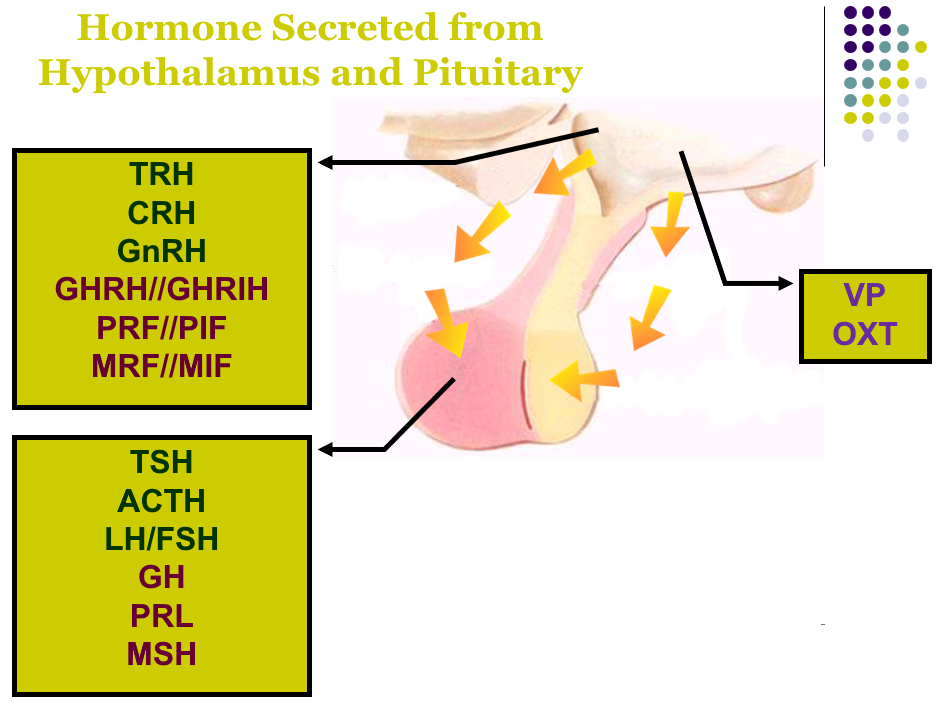 Hormone Secreted from
Hypothalamus and Pituitary
TRH
CRH
GnRH
GHRH//GHRIH
PRF//PIF
MRF//MIF
VP
OXT
TSH
ACTH
LH/FSH
GH
PRL
MSH